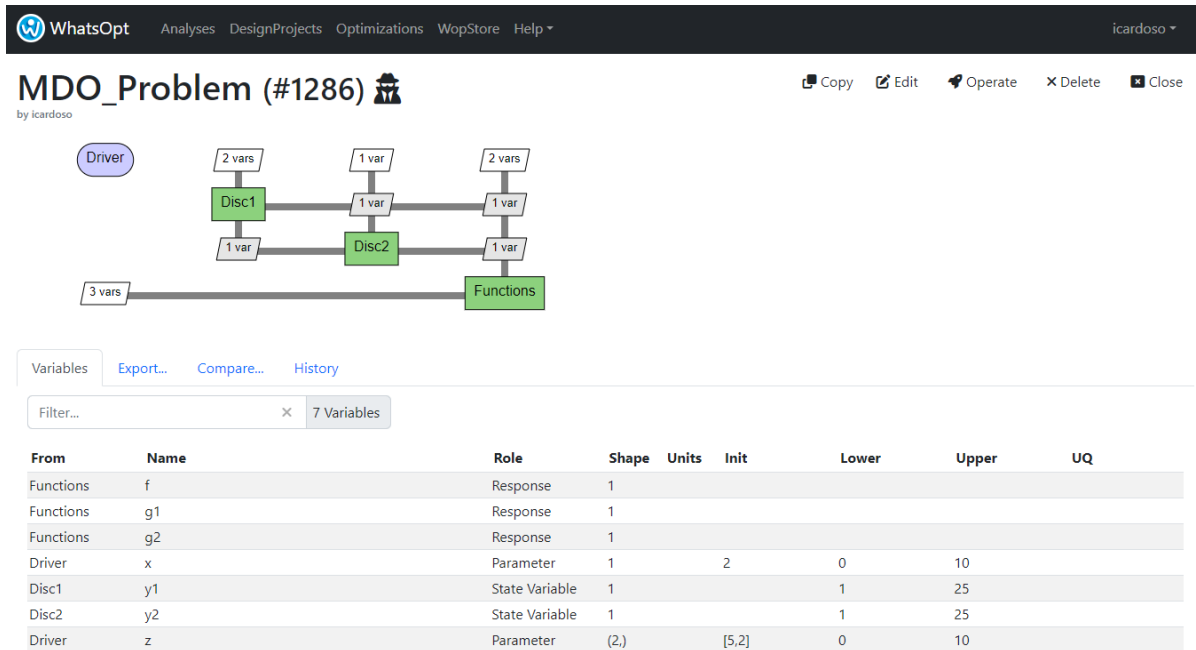 WhatsOpt Analyses DesignProjects Optimizations WopStore Help icardoso
MDO_Problem (#1286) Copy Edit Operate Delete Close
by icardoso
Driver 2 vars 1 var 2 vars
Disc1 1 var 1 var
1 var Disc2 1 var
3 vars Functions
Variables Export... Compare... History
Filter... × 7 Variables
From Name Role Shape Units Init Lower Upper UQ
Functions f Response 1
Functions g1 Response 1
Functions g2 Response 1
Driver x Parameter 1 2 0 10
Disc1 y1 State Variable 1 1 25
Disc2 y2 State Variable 1 1 25
Driver z Parameter (2,) [5,2] 0 10